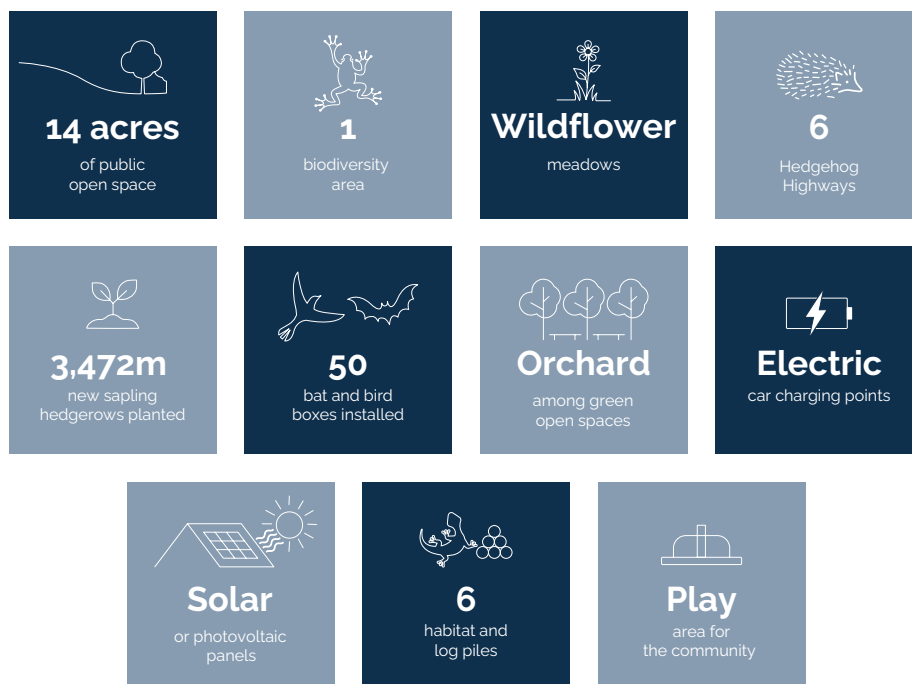 14 acres
of public
open space
1
biodiversity
area
Wildflower
meadows
6
Hedgehog
Highways
3,472m
new sapling
hedgerows planted
50
bat and bird
boxes installed
Orchard
among green
open spaces
Electric
car charging points
Solar
or photovoltaic
panels
6
habitat and
log piles
Play
area for
the community